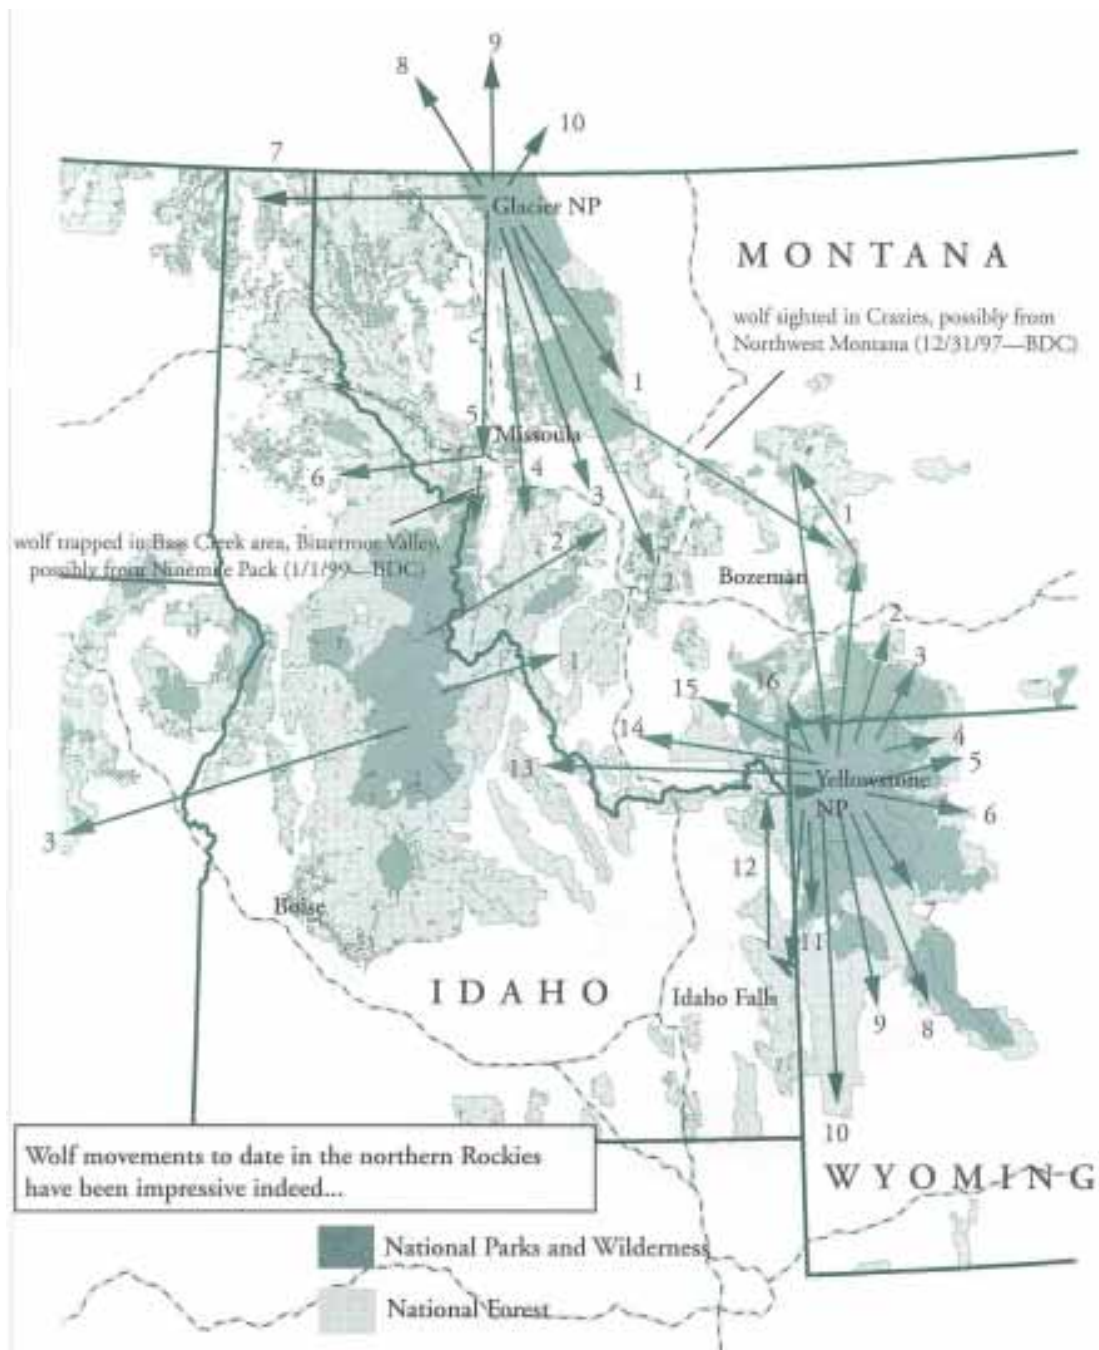 9
8
10
7
Glacier NP
MONTANA
wolf sighted in Crazies, possibly from
Northwest Montana (12/31/97—BDC)
1
5
Missoula
6
4
3
1
wolf trapped in Bass Creek area, Bitterroot Valley,
possibly from Ninemile Pack (1/1/99—BDC)
2
2
Bozeman
2
3
1
15
16
14
13
4
5
Yellowstone
NP
6
3
12
7
Boise
11
IDAHO
Idaho Falls
9
8
10
Wolf movements to date in the northern Rockies
have been impressive indeed...
WYOMING
National Parks and Wilderness
National Forest